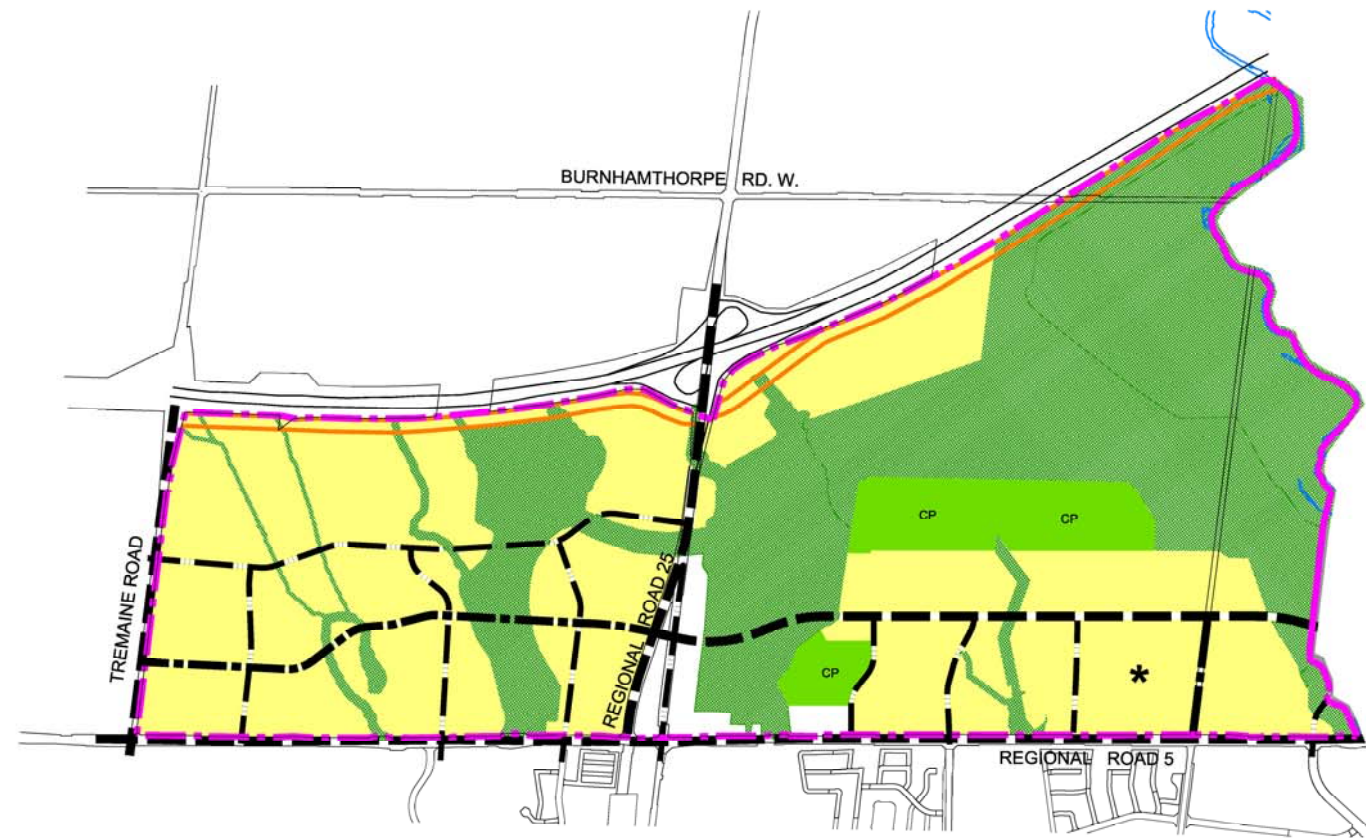 BURNHAMTHORPE RD. W.
CP
CP
TREMAINE ROAD
REGIONAL ROAD 25
CP
*
REGIONAL ROAD 5